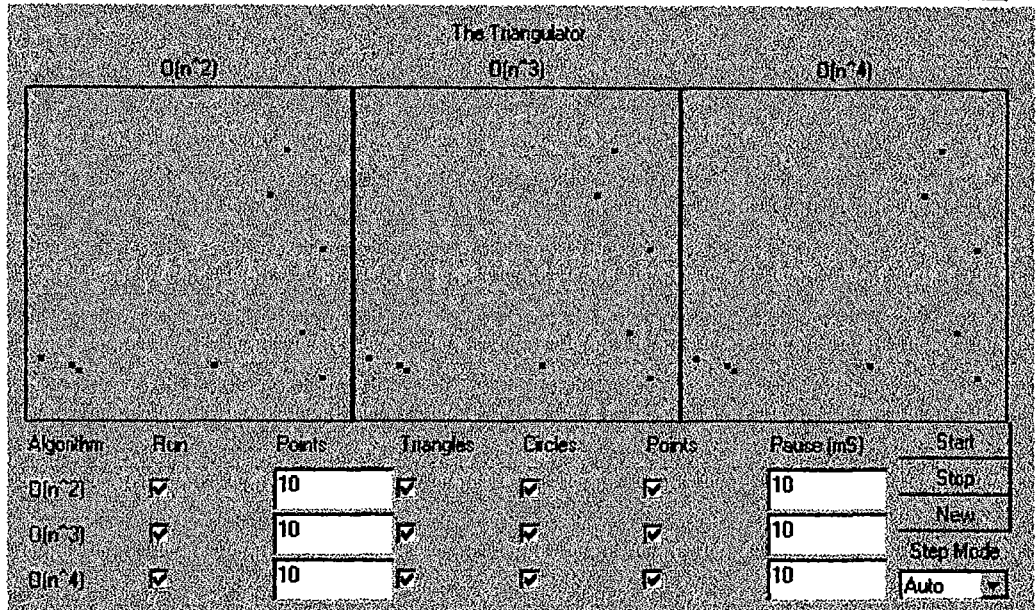 The Triangulator
O(n^2) O(n^3) O(n^4)
Algorithm Run Points Triangles Circles Points Pause (mS) Start
O(n^2) 10 10 Stop
O(n^3) 10 10 New
Step Mode
O(n^4) 10 10 Auto